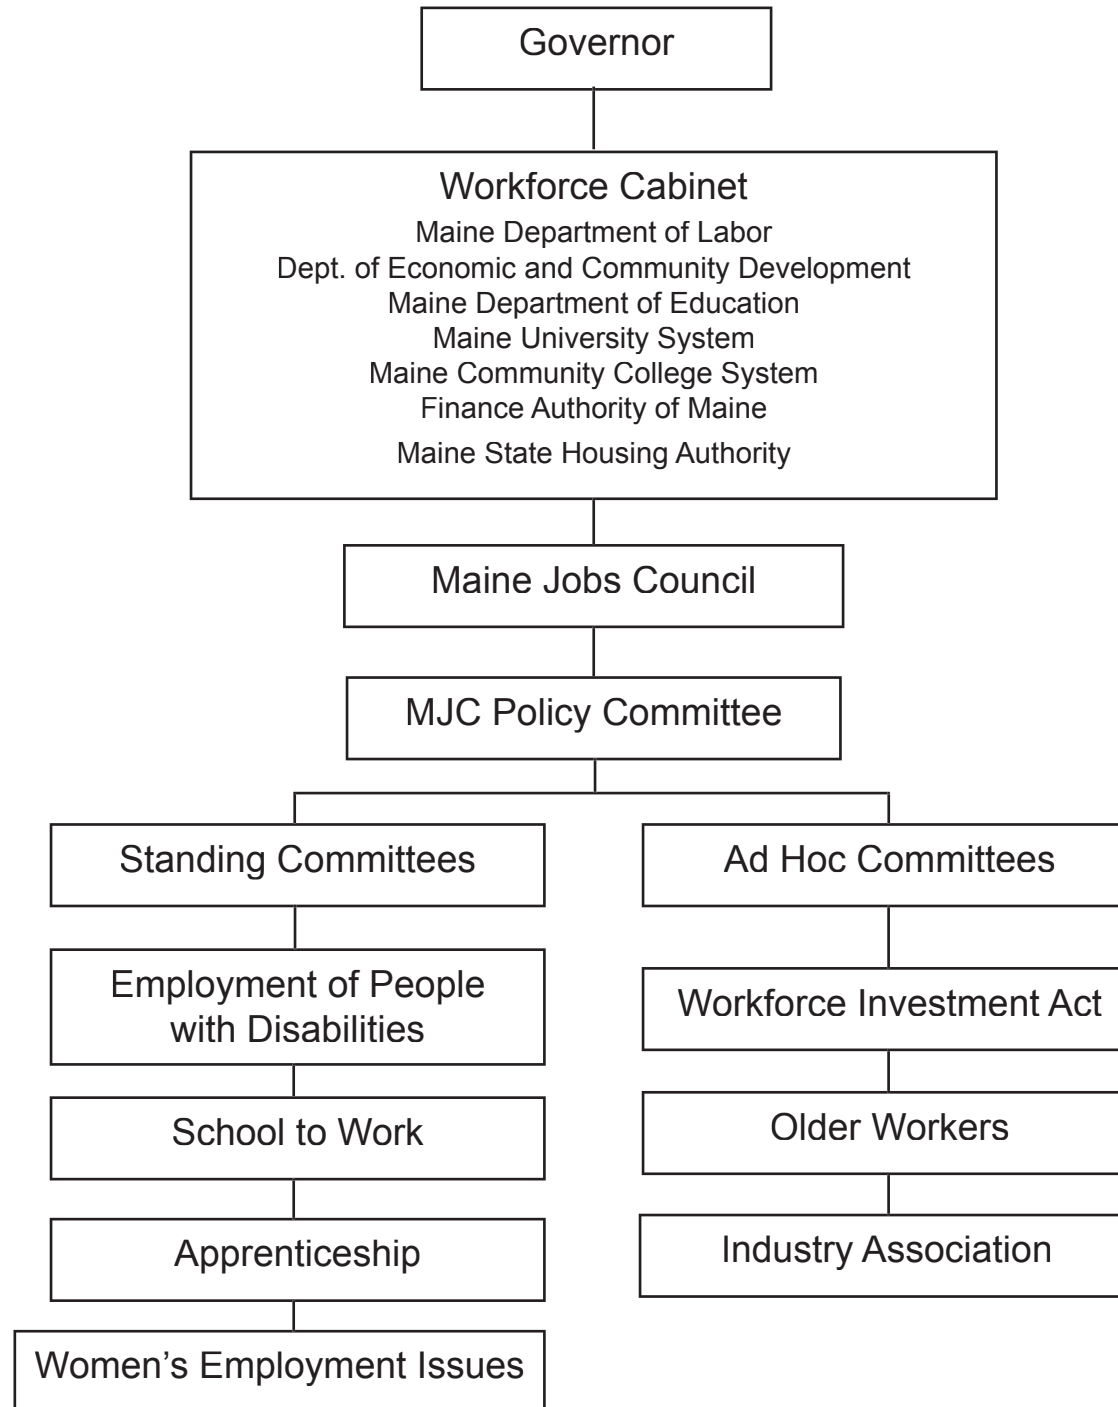 Governor
Workforce Cabinet
Maine Department of Labor
Dept. of Economic and Community Development
Maine Department of Education
Maine University System
Maine Community College System
Finance Authority of Maine
Maine State Housing Authority
Maine Jobs Council
MJC Policy Committee
Standing Committees
Employment of People
with Disabilities
School to Work
Apprenticeship
Women’s Employment Issues
Ad Hoc Committees
Workforce Investment Act
Older Workers
Industry Association